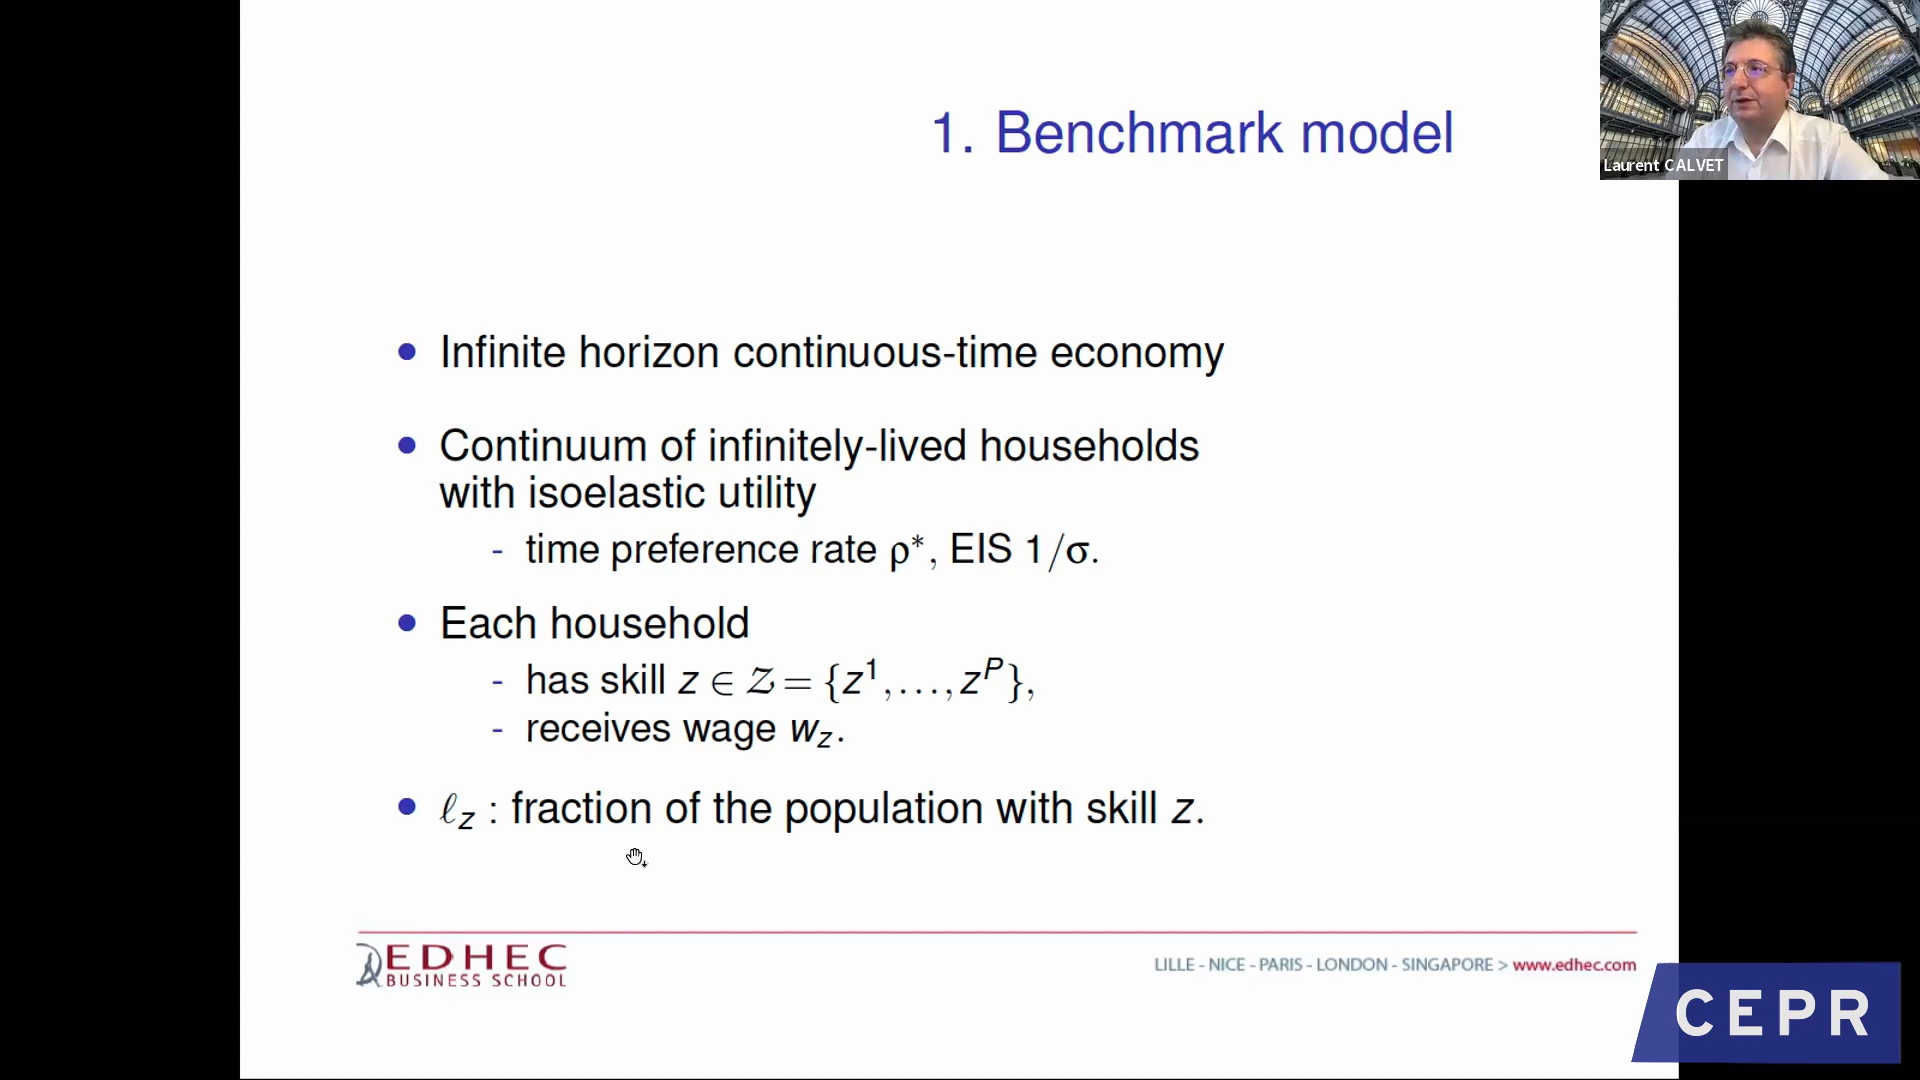 1. Benchmark model
Laurent CALVET
• Infinite horizon continuous-time economy
• Continuum of infinitely-lived households
with isoelastic utility
- time preference rate ρ*, EIS 1/σ.
• Each household
- has skill z ∈ 𝒵 = {z¹,…,zᴾ},
- receives wage w_z.
• ℓ_z : fraction of the population with skill z.
EDHEC
BUSINESS SCHOOL
LILLE - NICE - PARIS - LONDON - SINGAPORE > www.edhec.com
CEPR